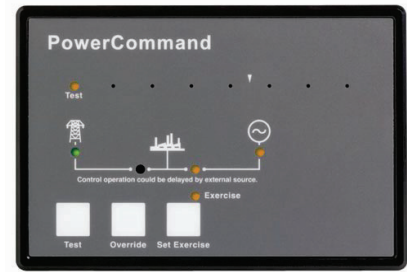 PowerCommand
Test
Control operation could be delayed by external source.
Exercise
Test Override Set Exercise